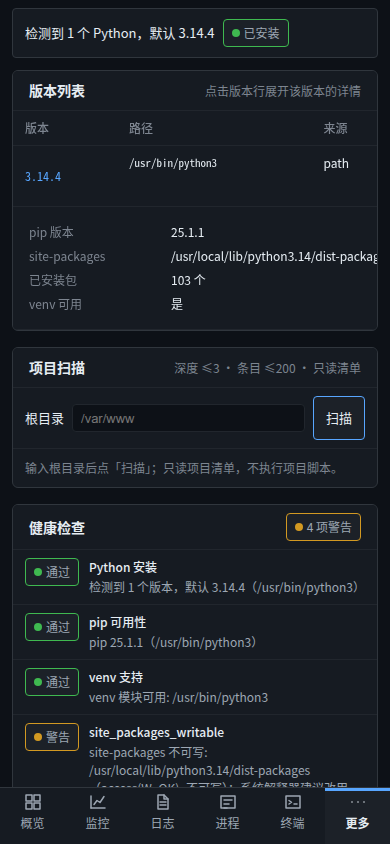 检测到 1 个 Python，默认 3.14.4 已安装
版本列表 点击版本行展开该版本的详情
版本 路径 来源
3.14.4 /usr/bin/python3 path
pip 版本 25.1.1
site-packages /usr/local/lib/python3.14/dist-packag
已安装包 103 个
venv 可用 是
项目扫描 深度 ≤3 · 条目 ≤200 · 只读清单
根目录 /var/www 扫描
输入根目录后点「扫描」；只读项目清单，不执行项目脚本。
健康检查 4 项警告
通过 Python 安装
检测到 1 个版本，默认 3.14.4（/usr/bin/python3）
通过 pip 可用性
pip 25.1.1（/usr/bin/python3）
通过 venv 支持
venv 模块可用: /usr/bin/python3
警告 site_packages_writable
site-packages 不可写:
/usr/local/lib/python3.14/dist-packages
概览 监控 日志 进程 终端 更多